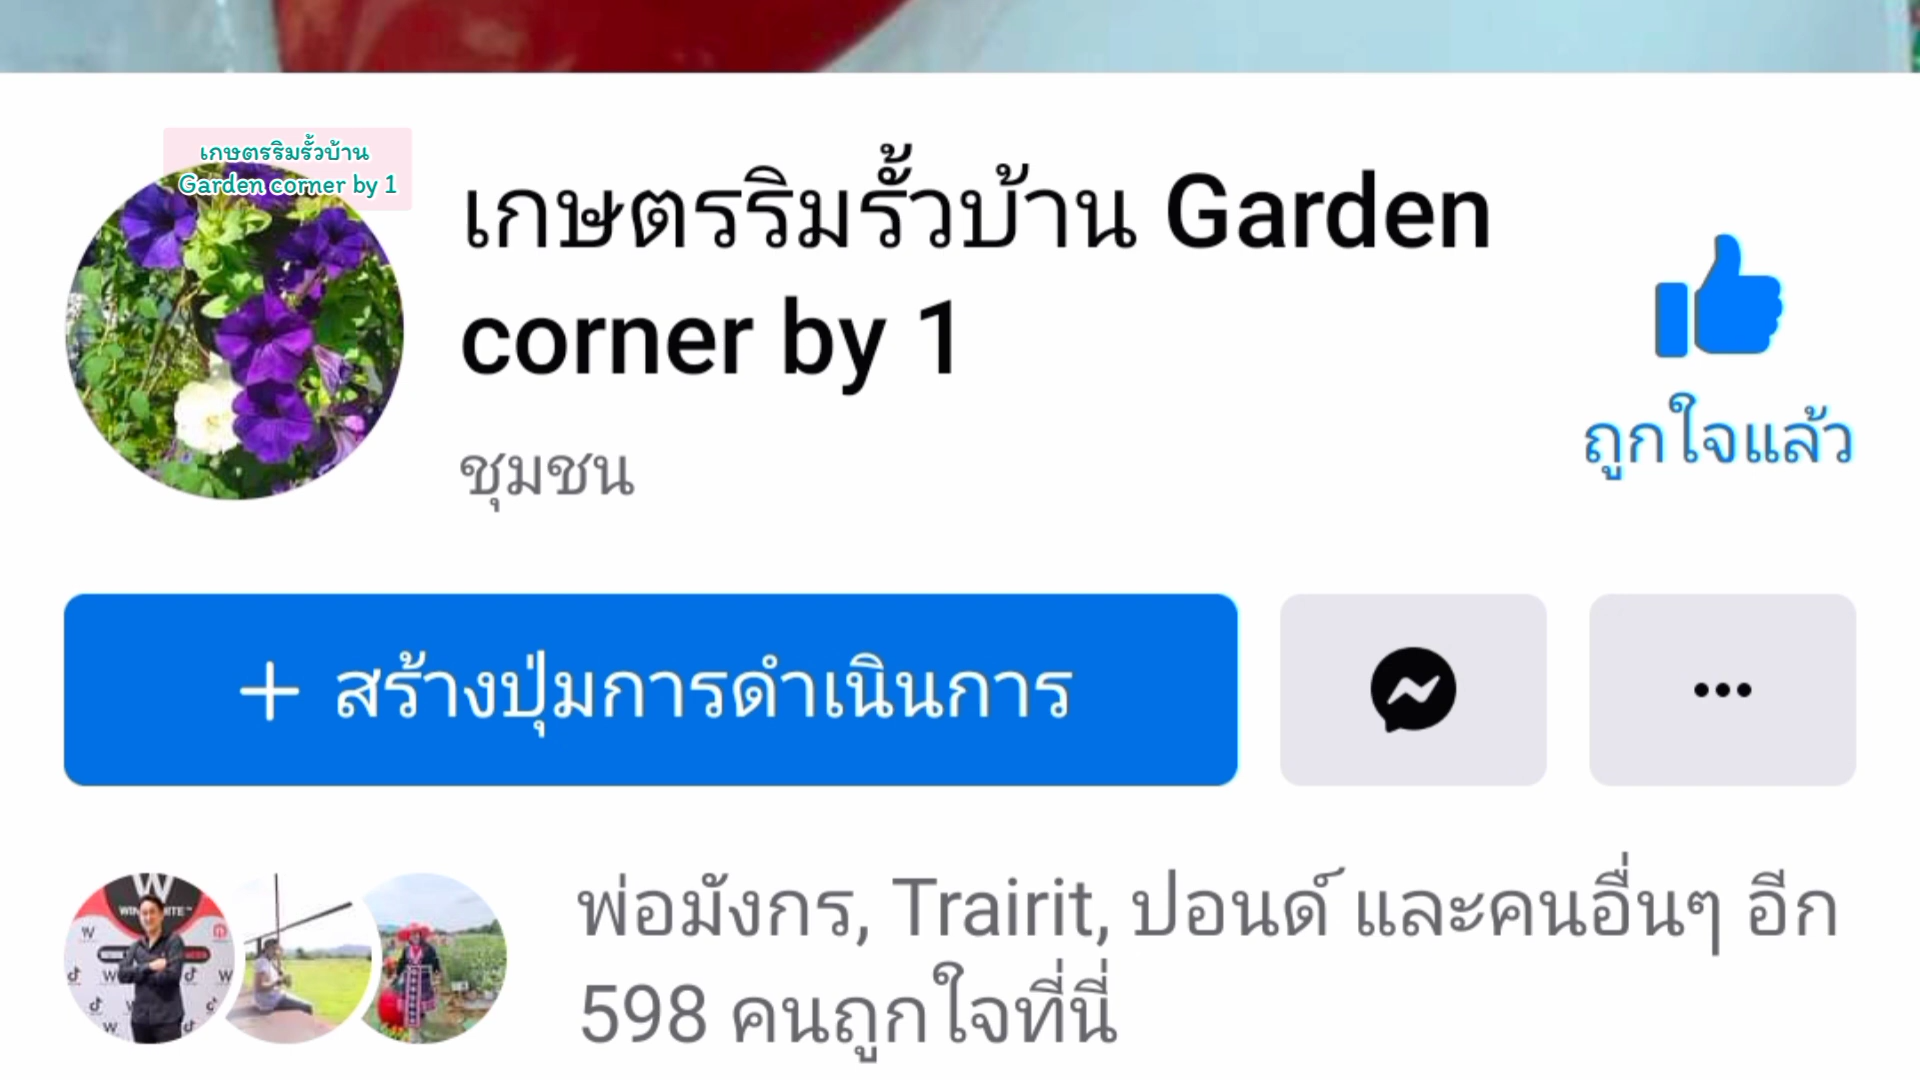 เกษตรริมรั้วบ้าน
Garden corner by 1
เกษตรริมรั้วบ้าน Garden
corner by 1
ถูกใจแล้ว
ชุมชน
+ สร้างปุ่มการดำเนินการ
พ่อมังกร, Trairit, ปอนด์ และคนอื่นๆ อีก
598 คนถูกใจที่นี่